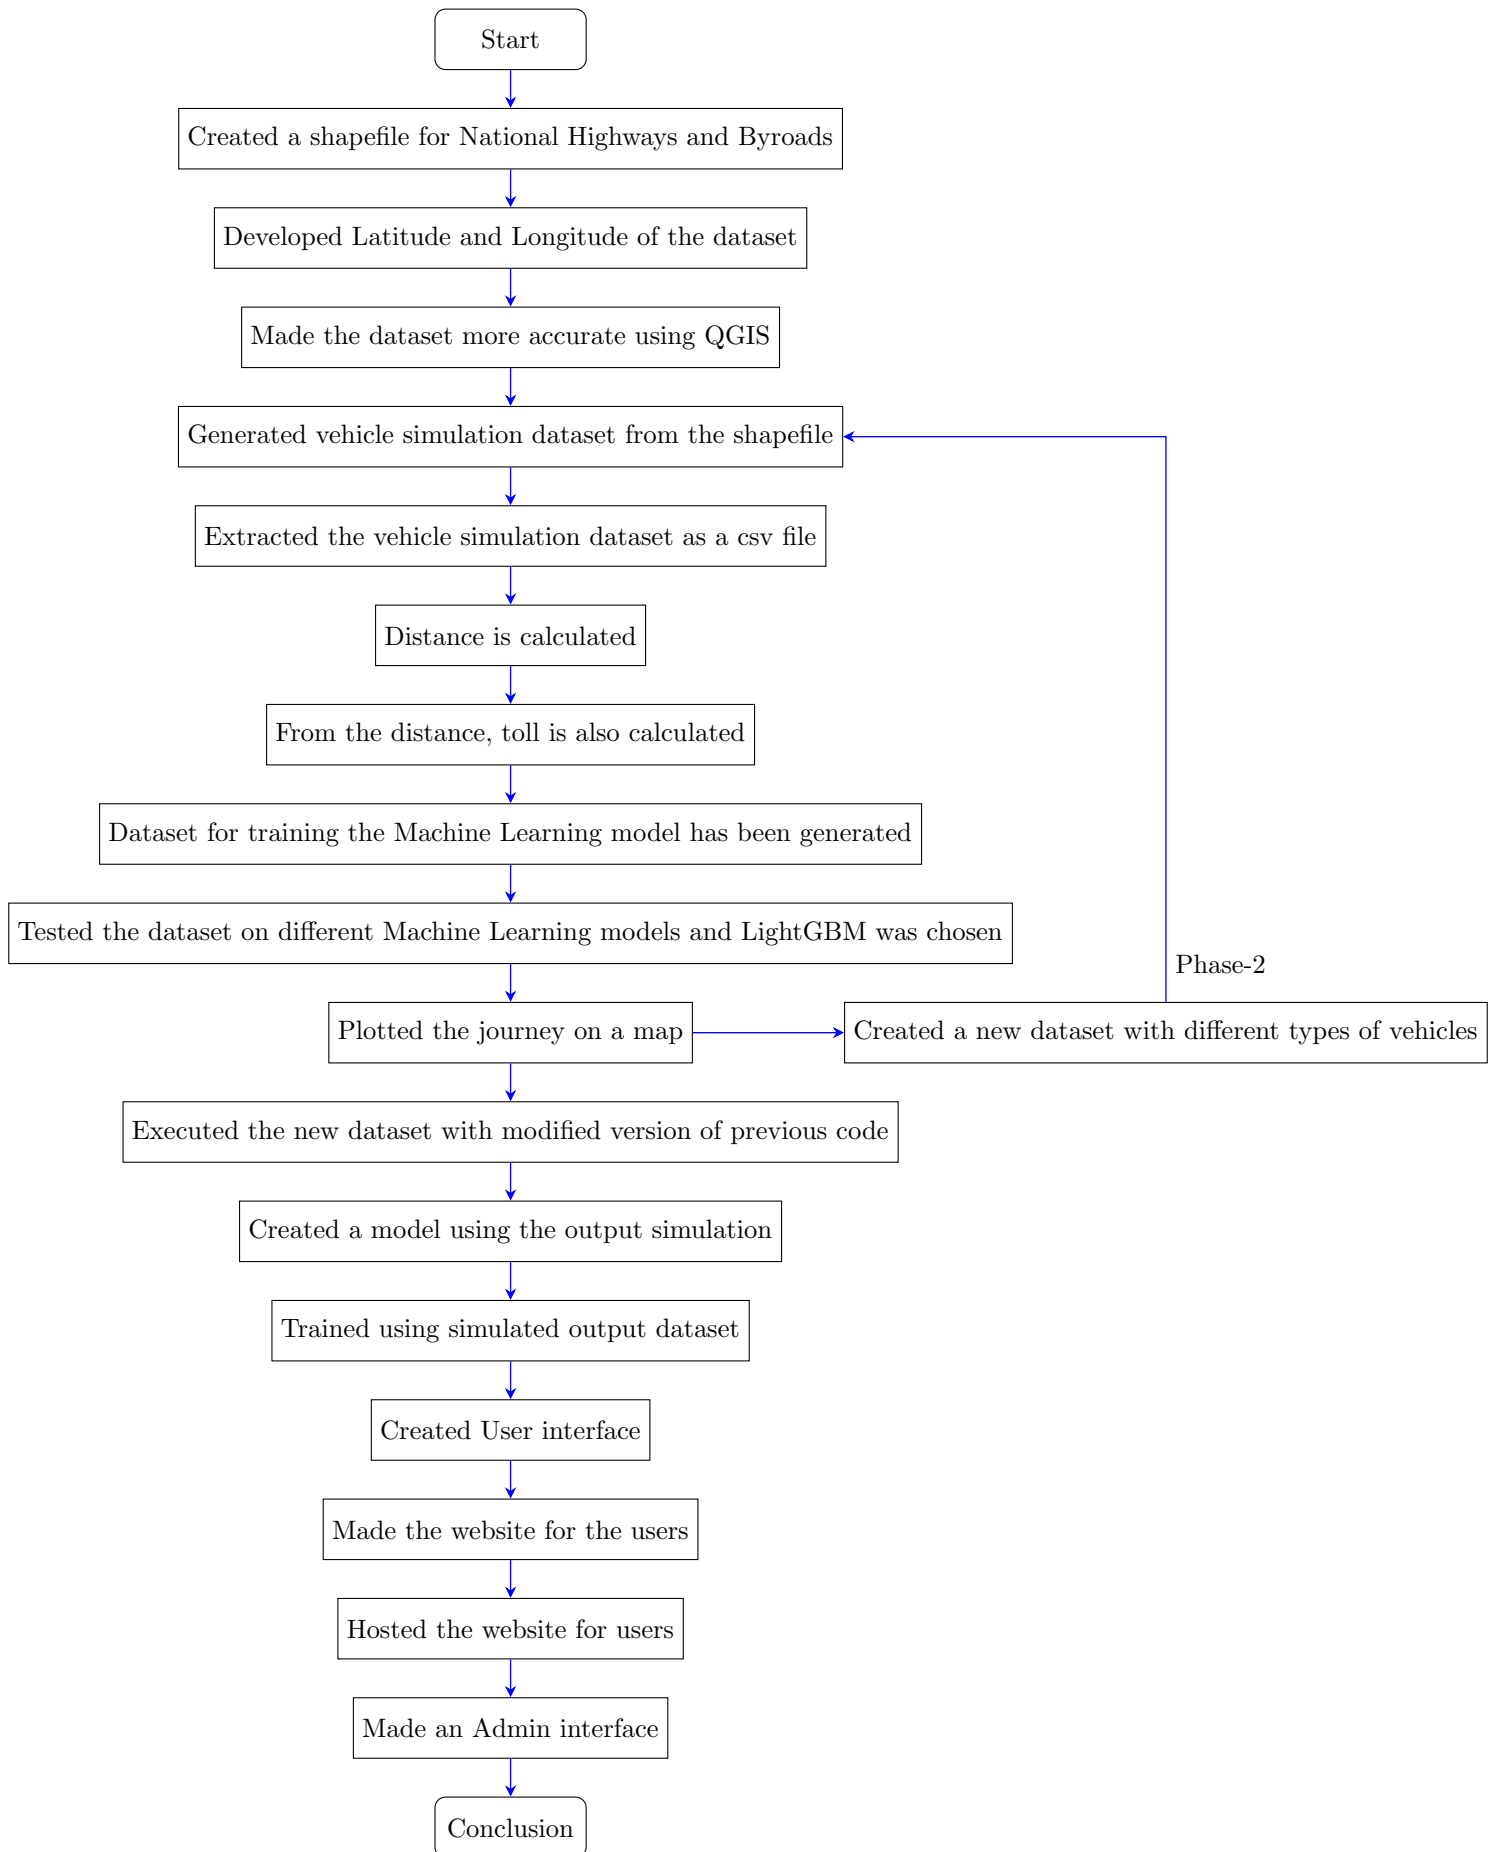 Start
Created a shapefile for National Highways and Byroads
Developed Latitude and Longitude of the dataset
Made the dataset more accurate using QGIS
Generated vehicle simulation dataset from the shapefile
Extracted the vehicle simulation dataset as a csv file
Distance is calculated
From the distance, toll is also calculated
Dataset for training the Machine Learning model has been generated
Tested the dataset on different Machine Learning models and LightGBM was chosen
Phase-2
Plotted the journey on a map
Created a new dataset with different types of vehicles
Executed the new dataset with modified version of previous code
Created a model using the output simulation
Trained using simulated output dataset
Created User interface
Made the website for the users
Hosted the website for users
Made an Admin interface
Conclusion